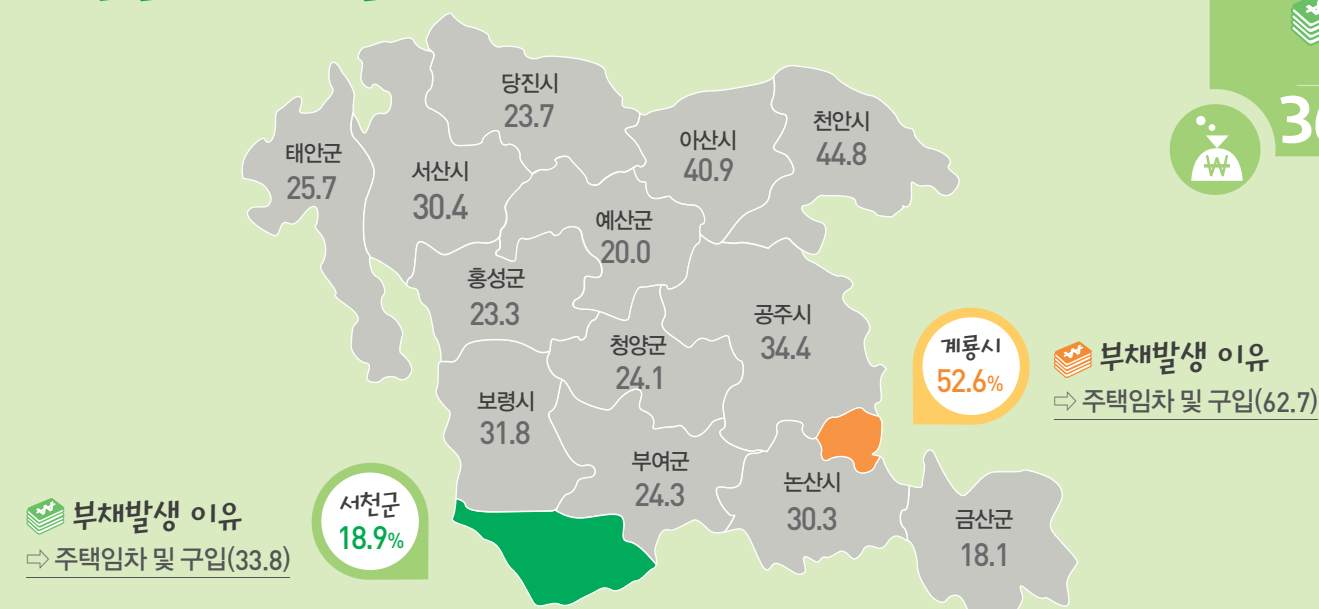 당진시
23.7
아산시
40.9
천안시
44.8
태안군
25.7
서산시
30.4
예산군
20.0
홍성군
23.3
청양군
24.1
공주시
34.4
보령시
31.8
부여군
24.3
논산시
30.3
금산군
18.1
계룡시
52.6%
부채발생 이유
⇨ 주택임차 및 구입(62.7)
서천군
18.9%
부채발생 이유
⇨ 주택임차 및 구입(33.8)